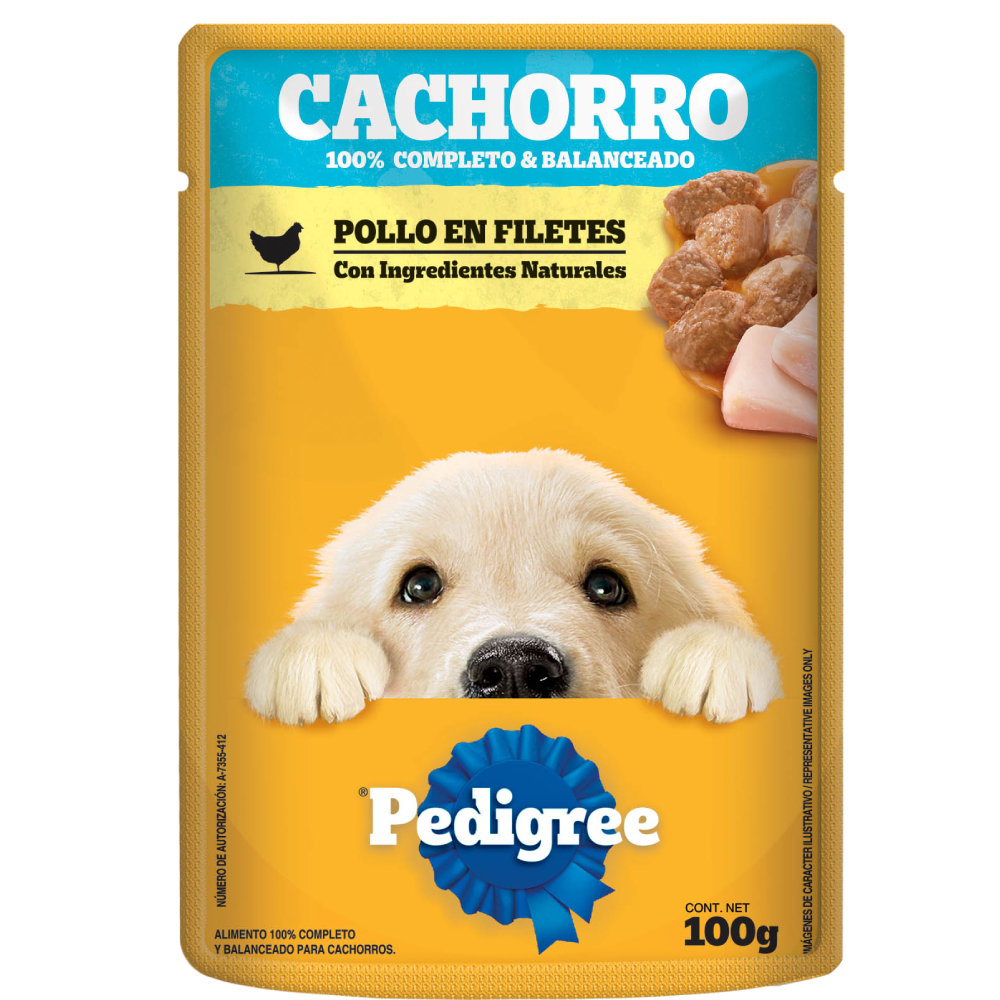 CACHORRO
100% COMPLETO & BALANCEADO
POLLO EN FILETES
Con Ingredientes Naturales
® Pedigree
NÚMERO DE AUTORIZACIÓN: A-7355-412
ALIMENTO 100% COMPLETO
Y BALANCEADO PARA CACHORROS.
CONT. NET
100g
IMÁGENES DE CARACTER ILUSTRATIVO / REPRESENTATIVE IMAGES ONLY